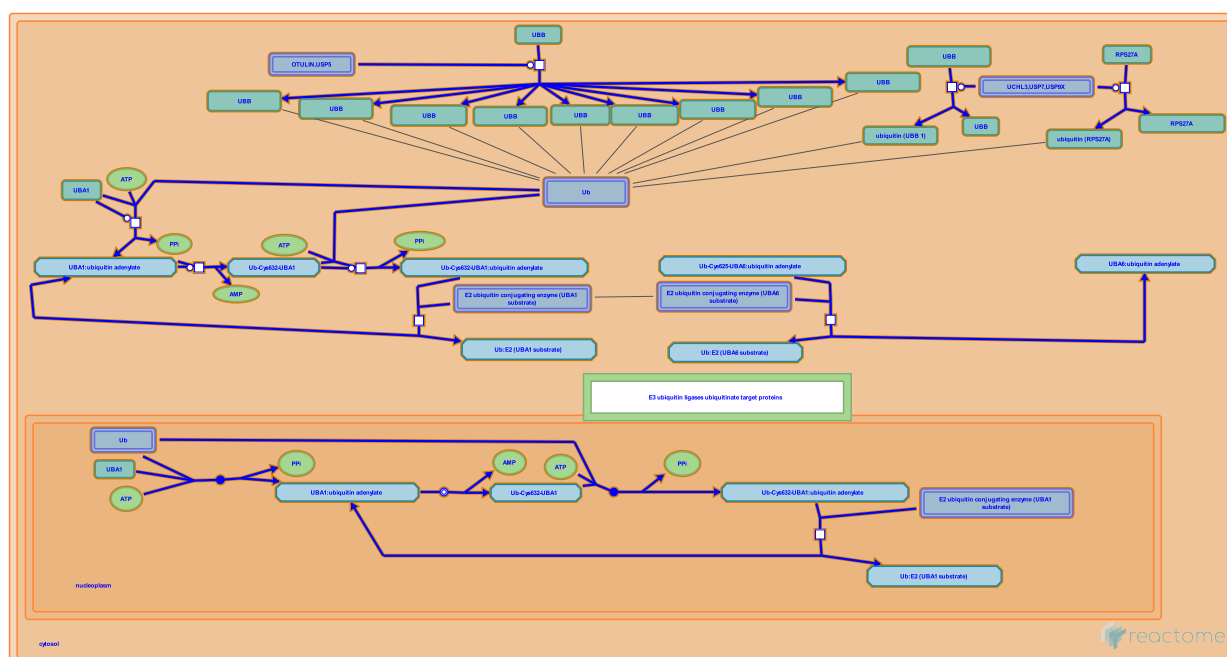 UBB
OTULIN,USP5
UBB
RPS27A
UBB
UBB
UBB
UBB
UBB
UBB
UBB
UBB
UBB
UCHL3,USP7,USP9X
ubiquitin (UBB 1)
UBB
ubiquitin (RPS27A)
RPS27A
Ub
UBA1
ATP
PPi
UBA1:ubiquitin adenylate
AMP
Ub-Cys632-UBA1
ATP
PPi
Ub-Cys632-UBA1:ubiquitin adenylate
Ub-Cys625-UBA6:ubiquitin adenylate
UBA6:ubiquitin adenylate
E2 ubiquitin conjugating enzyme (UBA1
substrate)
E2 ubiquitin conjugating enzyme (UBA6
substrate)
Ub:E2 (UBA1 substrate)
Ub:E2 (UBA6 substrate)
E3 ubiquitin ligases ubiquitinate target proteins
Ub
UBA1
ATP
PPi
UBA1:ubiquitin adenylate
AMP
Ub-Cys632-UBA1
ATP
PPi
Ub-Cys632-UBA1:ubiquitin adenylate
E2 ubiquitin conjugating enzyme (UBA1
substrate)
Ub:E2 (UBA1 substrate)
nucleoplasm
cytosol
reactome